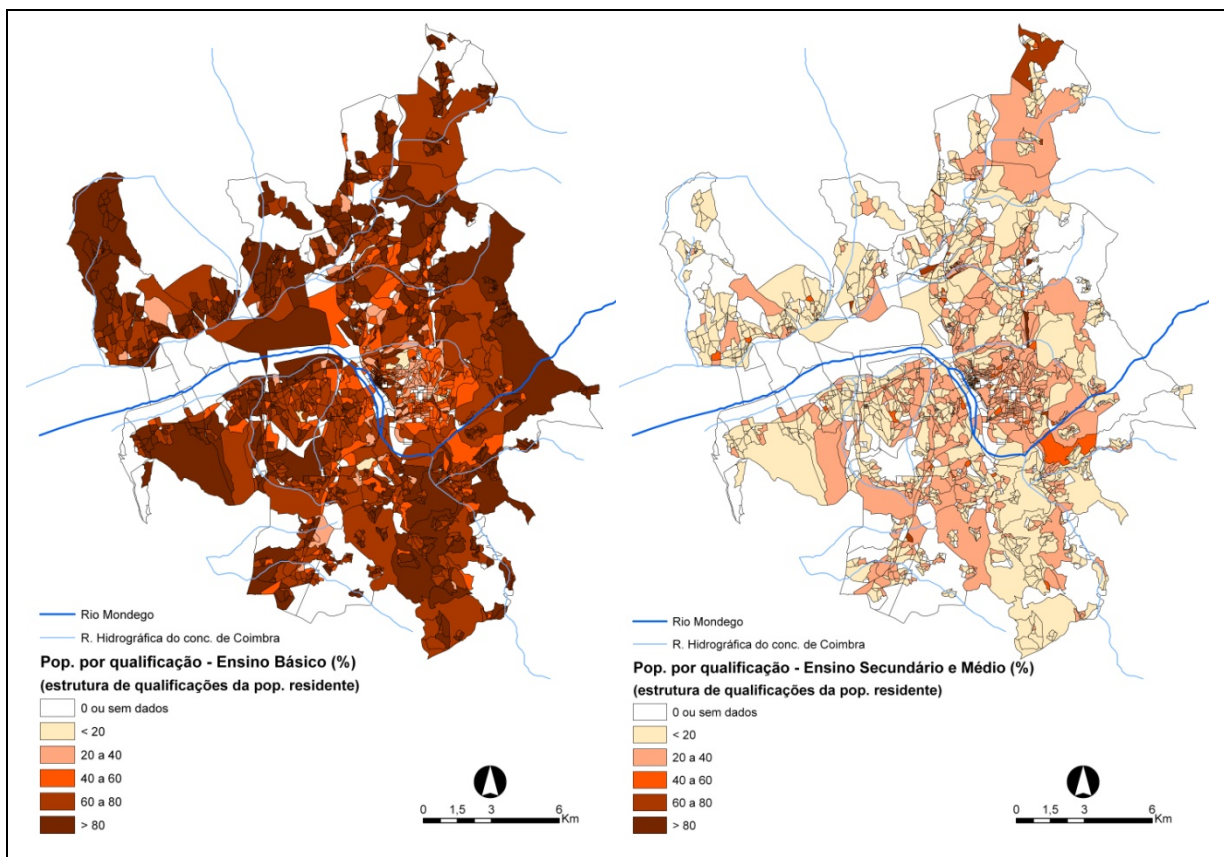 Rio Mondego
R. Hidrográfica do conc. de Coimbra
Pop. por qualificação - Ensino Básico (%)
(estrutura de qualificações da pop. residente)
0 ou sem dados
< 20
20 a 40
40 a 60
60 a 80
> 80
0 1,5 3 6
Km
Rio Mondego
R. Hidrográfica do conc. de Coimbra
Pop. por qualificação - Ensino Secundário e Médio (%)
(estrutura de qualificações da pop. residente)
0 ou sem dados
< 20
20 a 40
40 a 60
60 a 80
> 80
0 1,5 3 6
Km